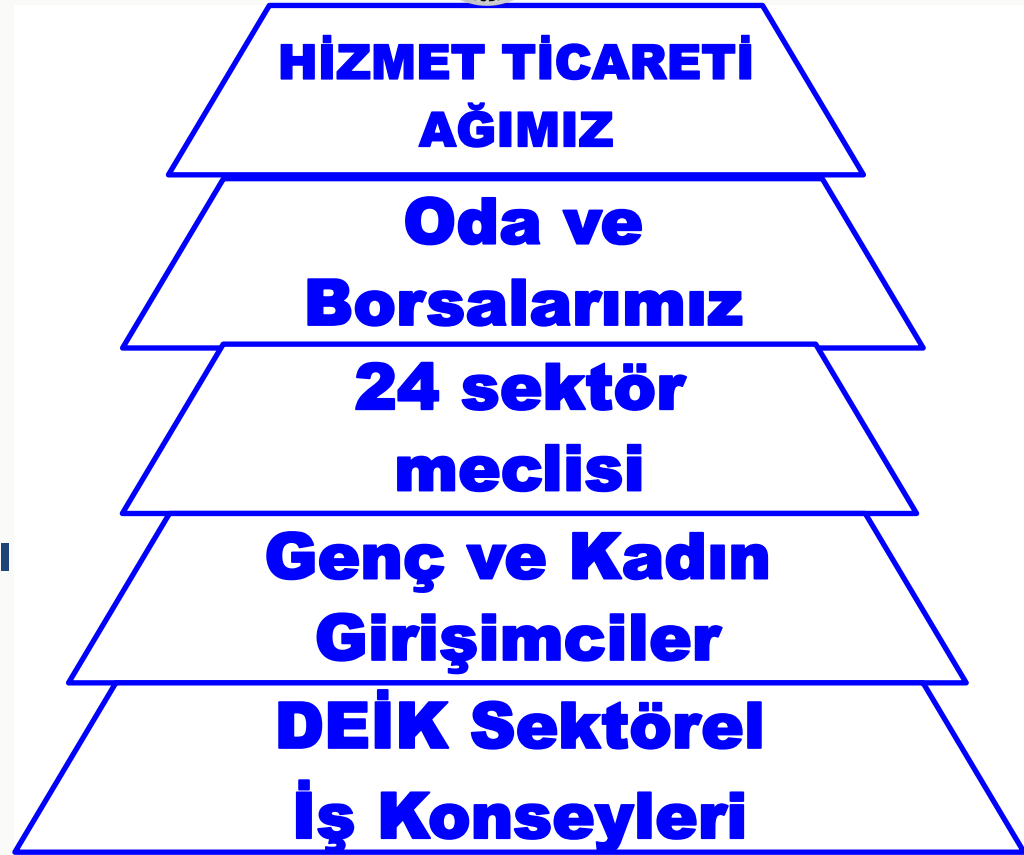 HİZMET TİCARETİ
AĞIMIZ
Oda ve
Borsalarımız
24 sektör
meclisi
Genç ve Kadın
Girişimciler
DEİK Sektörel
İş Konseyleri